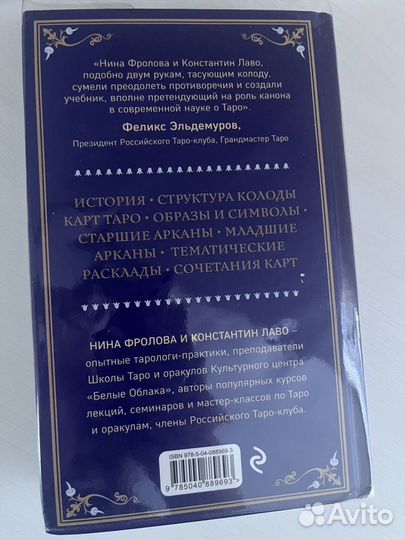 «Нина Фролова и Константин Лаво,
подобно двум рукам, тасующим колоду,
сумели преодолеть противоречия и создали
учебник, вполне претендующий на роль канона
в современной науке о Таро».
Феликс Эльдемуров,
Президент Российского Таро-клуба, Грандмастер Таро
ИСТОРИЯ • СТРУКТУРА КОЛОДЫ
КАРТ ТАРО • ОБРАЗЫ И СИМВОЛЫ •
СТАРШИЕ АРКАНЫ • МЛАДШИЕ
АРКАНЫ • ТЕМАТИЧЕСКИЕ
РАСКЛАДЫ • СОЧЕТАНИЯ КАРТ
НИНА ФРОЛОВА И КОНСТАНТИН ЛАВО –
опытные тарологи-практики, преподаватели
Школы Таро и оракулов Культурного центра
«Белые Облака», авторы популярных курсов
лекций, семинаров и мастер-классов по Таро
и оракулам, члены Российского Таро-клуба.
ISBN 978-5-04-088969-3
9 785040 889693 >
Avito